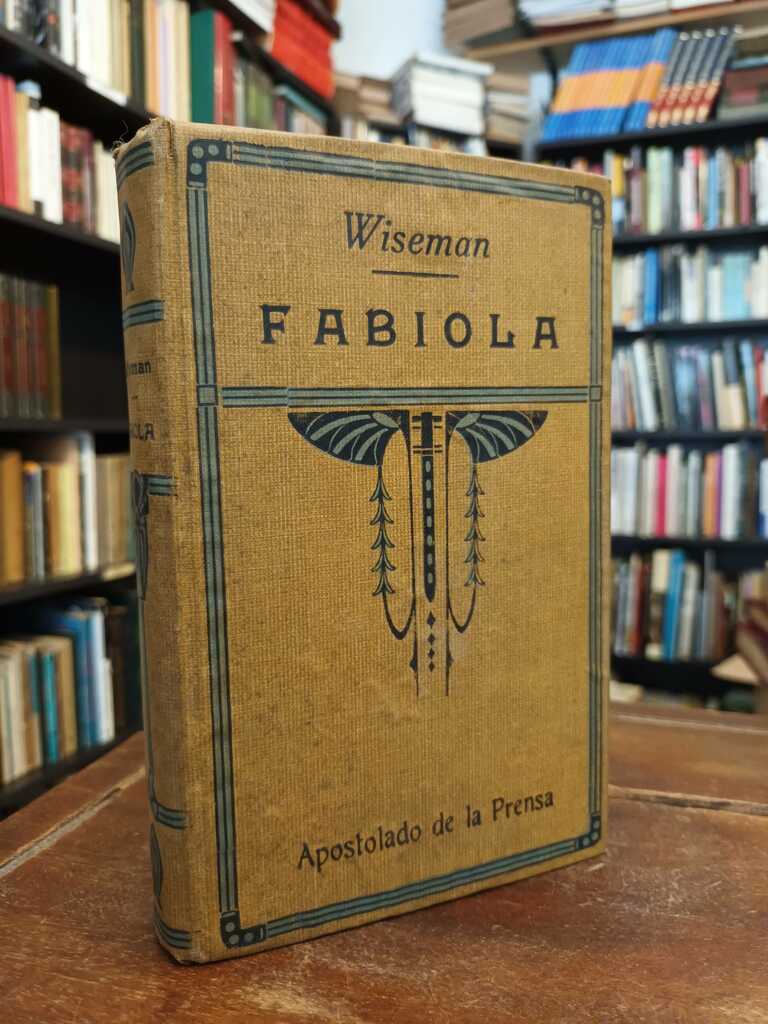 Wiseman
FABIOLA
Apostolado de la Prensa